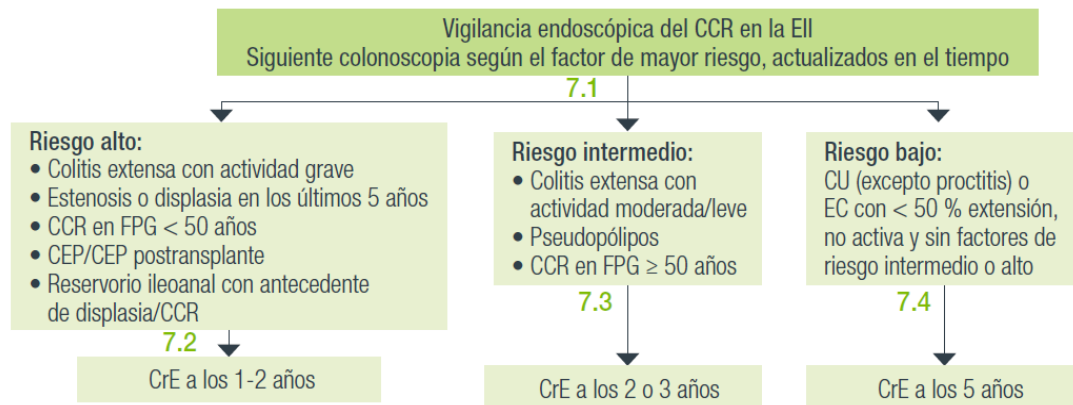 Vigilancia endoscópica del CCR en la EII
Siguiente colonoscopia según el factor de mayor riesgo, actualizados en el tiempo
7.1
Riesgo alto:
• Colitis extensa con actividad grave
• Estenosis o displasia en los últimos 5 años
• CCR en FPG < 50 años
• CEP/CEP postransplante
• Reservorio ileoanal con antecedente
de displasia/CCR
7.2
CrE a los 1-2 años
Riesgo intermedio:
• Colitis extensa con
actividad moderada/leve
• Pseudopólipos
• CCR en FPG ≥ 50 años
7.3
CrE a los 2 o 3 años
Riesgo bajo:
CU (excepto proctitis) o
EC con < 50 % extensión,
no activa y sin factores de
riesgo intermedio o alto
7.4
CrE a los 5 años